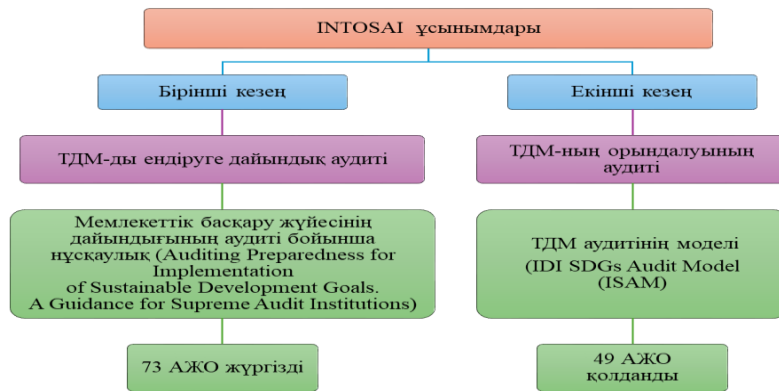 INTOSAI ұсынымдары
Бірінші кезең
Екінші кезең
ТДМ-ды ендіруге дайындық аудиті
ТДМ-ның орындалуының
аудиті
Мемлекеттік басқару жүйесінің
дайындығының аудиті бойынша
нұсқаулық (Auditing Preparedness for
Implementation
of Sustainable Development Goals.
A Guidance for Supreme Audit Institutions)
ТДМ аудитінің моделі
(IDI SDGs Audit Model
(ISAM)
73 АЖО жүргізді
49 АЖО
қолданды